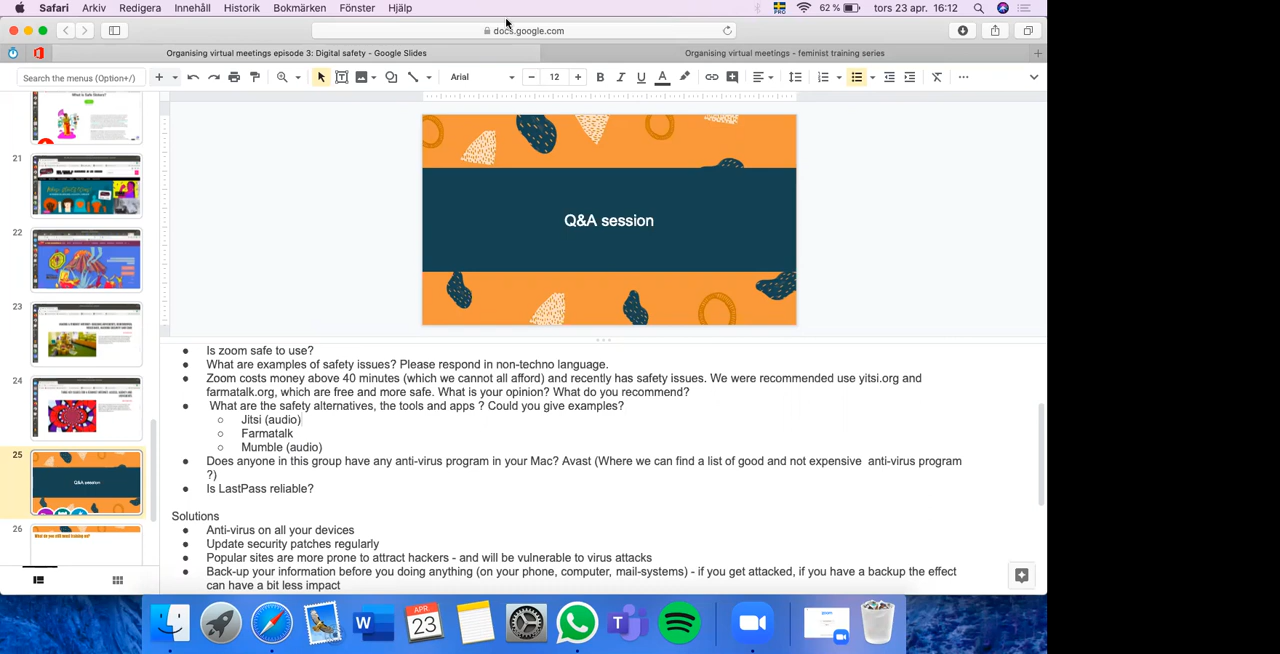 Safari Arkiv Redigera Innehåll Historik Bokmärken Fönster Hjälp 62 % tors 23 apr. 16:12
docs.google.com
Organising virtual meetings episode 3: Digital safety - Google Slides
Organising virtual meetings - feminist training series
Search the menus (Option+/)
Arial
12
21
22
23
24
25
26
Q&A session
Q&A session
• Is zoom safe to use?
• What are examples of safety issues? Please respond in non-techno language.
• Zoom costs money above 40 minutes (which we cannot all afford) and recently has safety issues. We were recommended use yitsi.org and
farmatalk.org, which are free and more safe. What is your opinion? What do you recommend?
• What are the safety alternatives, the tools and apps ? Could you give examples?
○ Jitsi (audio)
○ Farmatalk
○ Mumble (audio)
• Does anyone in this group have any anti-virus program in your Mac? Avast (Where we can find a list of good and not expensive anti-virus program
?)
• Is LastPass reliable?
Solutions
• Anti-virus on all your devices
• Update security patches regularly
• Popular sites are more prone to attract hackers - and will be vulnerable to virus attacks
• Back-up your information before you doing anything (on your phone, computer, mail-systems) - if you get attacked, if you have a backup the effect
can have a bit less impact
APR.
23